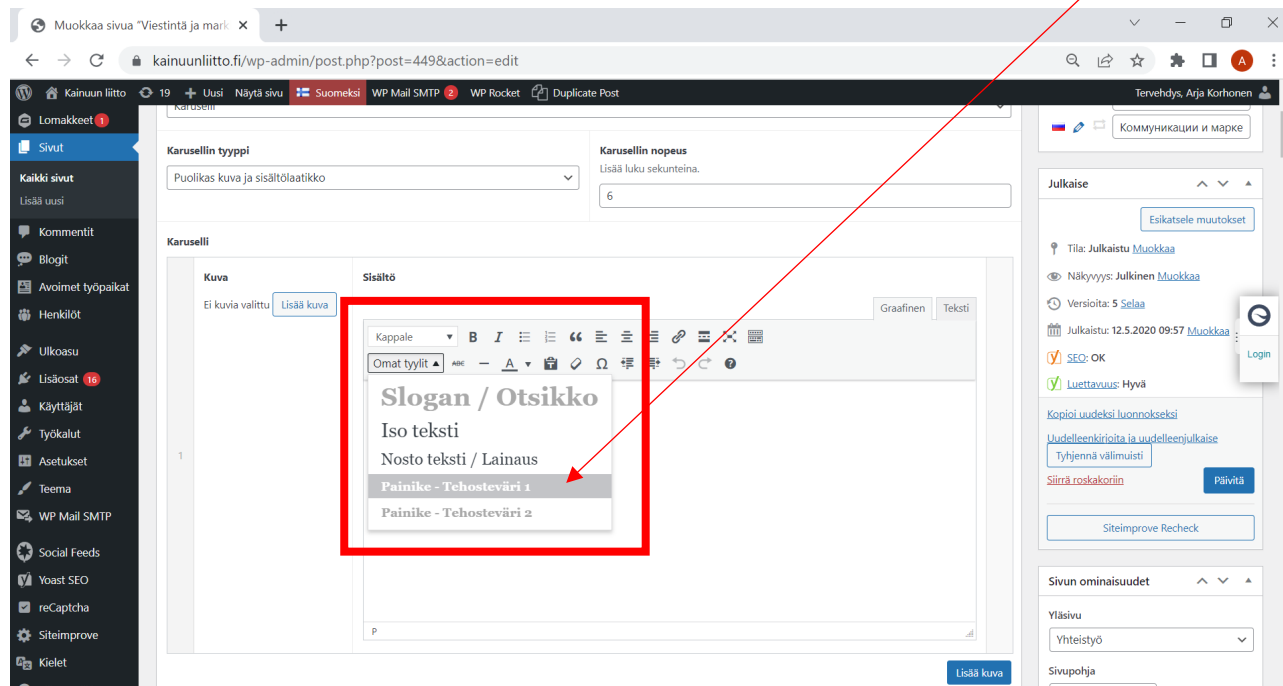 Muokkaa sivua "Viestintä ja mark
kainuunliitto.fi/wp-admin/post.php?post=449&action=edit
A
Kainuun liitto 19 Uusi Näytä sivu Suomeksi WP Mail SMTP 2 WP Rocket Duplicate Post Tervehdys, Arja Korhonen
Lomakkeet 1
Sivut
Kaikki sivut
Lisää uusi
Kommentit
Blogit
Avoimet työpaikat
Henkilöt
Ulkoasu
Lisäosat 16
Käyttäjät
Työkalut
Asetukset
Teema
WP Mail SMTP
Social Feeds
Yoast SEO
reCaptcha
Siteimprove
Kielet
Karuselli
Karusellin tyyppi
Puolikas kuva ja sisältölaatikko
Karusellin nopeus
Lisää luku sekunteina.
6
Karuselli
Kuva
Ei kuvia valittu Lisää kuva
1
Sisältö
Graafinen Teksti
Kappale B I
Omat tyylit ABE A T Ω
Slogan / Otsikko
Iso teksti
Nosto teksti / Lainaus
Painike - Tehosteväri 1
Painike - Tehosteväri 2
P
Lisää kuva
Коммуникации и марке
Julkaise
Esikatsele muutokset
Tila: Julkaistu Muokkaa
Näkyvyys: Julkinen Muokkaa
Versioita: 5 Selaa
Julkaistu: 12.5.2020 09:57 Muokkaa
SEO: OK
Luettavuus: Hyvä
Kopioi uudeksi luonnokseksi
Uudelleenkirjoita ja uudelleenjulkaise
Tyhjennä välimuisti
Siirrä roskakoriin
Päivitä
Siteimprove Recheck
Login
Sivun ominaisuudet
Yläsivu
Yhteistyö
Sivupohja